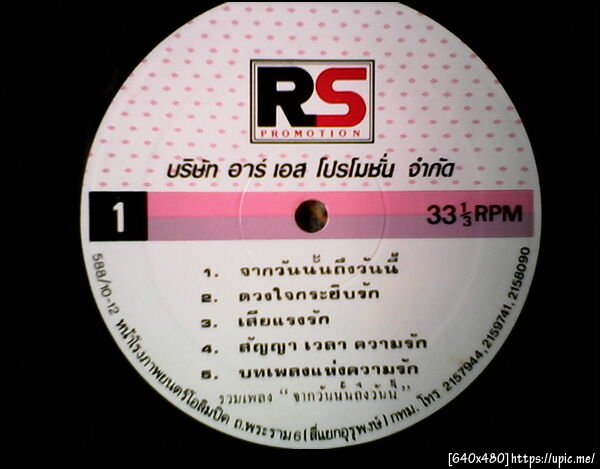 RS
PROMOTION
บริษัท อาร์ เอส โปรโมชั่น จำกัด
1
33 1/3 RPM
1. จากวันนั้นถึงวันนี้
2. ดวงใจกระซิบรัก
3. เสียแรงรัก
4. สัญญา เวลา ความรัก
5. บทเพลงแห่งความรัก
รวมเพลง "จากวันนั้นถึงวันนี้"
588/10-12 หน้าโรงภาพยนตร์โอลิมปิค ถ.พระราม 6 (สี่แยกอุรุพงษ์) กทม. โทร 2157944, 2159741, 2158090
[640x480]https://upic.me/